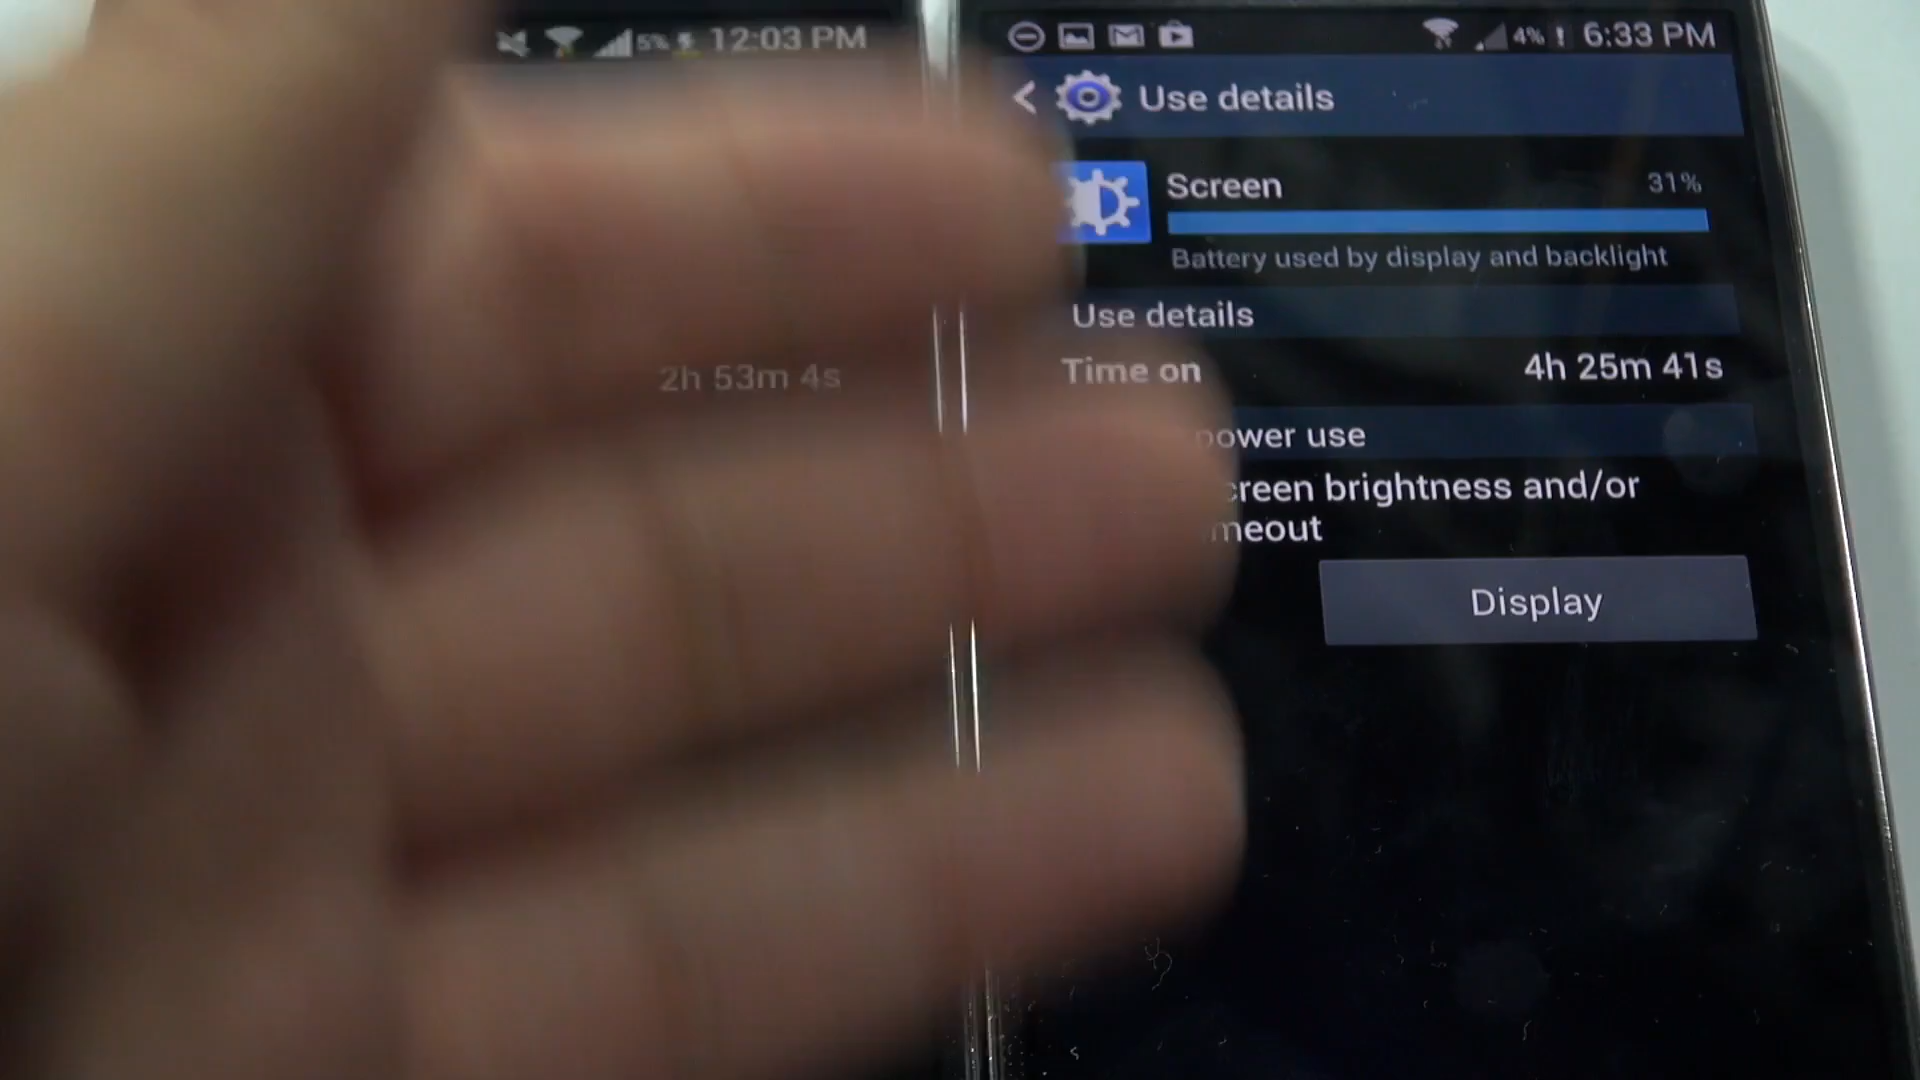 5% 12:03 PM
2h 53m 4s
4% 6:33 PM
Use details
Screen 31%
Battery used by display and backlight
Use details
Time on 4h 25m 41s
power use
creen brightness and/or
meout
Display